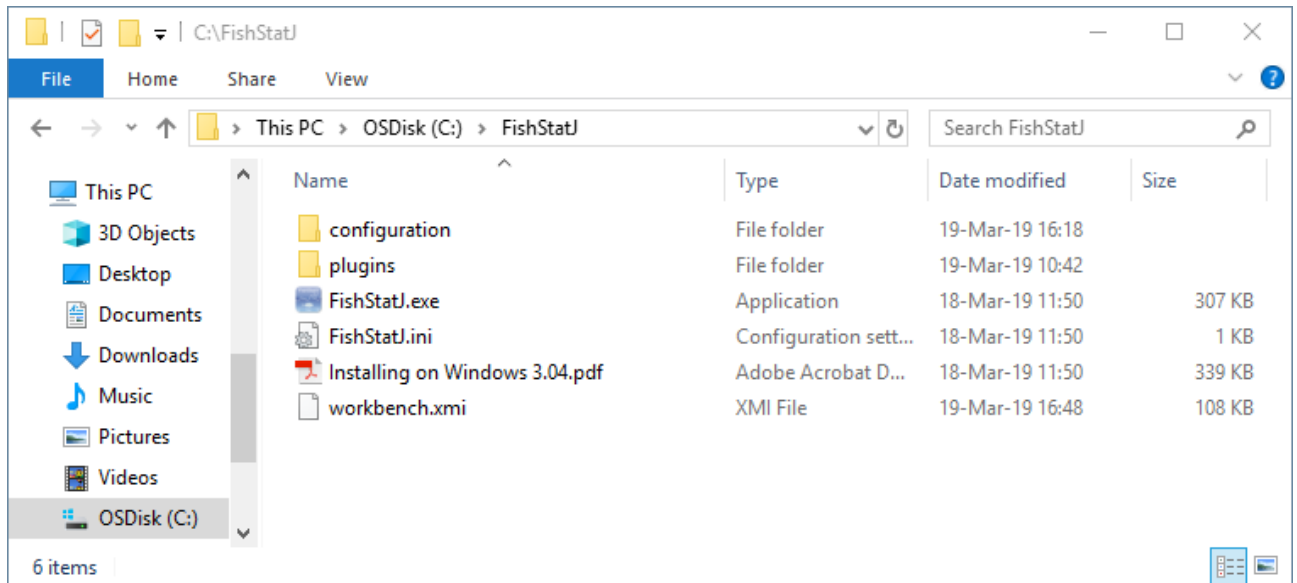 C:\FishStatJ
File Home Share View
This PC > OSDisk (C:) > FishStatJ Search FishStatJ
Name Type Date modified Size
This PC
3D Objects
Desktop
Documents
Downloads
Music
Pictures
Videos
OSDisk (C:)
configuration File folder 19-Mar-19 16:18
plugins File folder 19-Mar-19 10:42
FishStatJ.exe Application 18-Mar-19 11:50 307 KB
FishStatJ.ini Configuration sett... 18-Mar-19 11:50 1 KB
Installing on Windows 3.04.pdf Adobe Acrobat D... 18-Mar-19 11:50 339 KB
workbench.xmi XMI File 19-Mar-19 16:48 108 KB
6 items